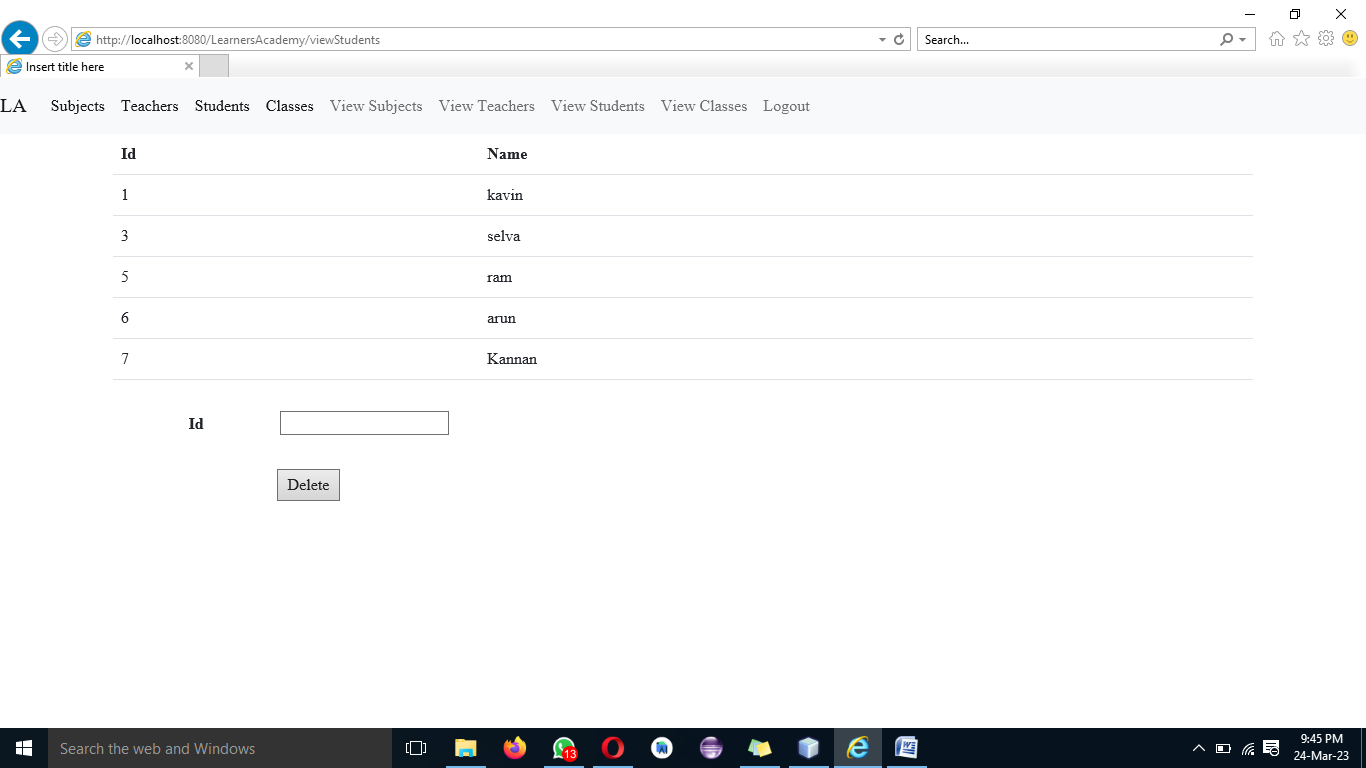 http://localhost:8080/LearnersAcademy/viewStudents
Search...
Insert title here
LA Subjects Teachers Students Classes View Subjects View Teachers View Students View Classes Logout
Id Name
1 kavin
3 selva
5 ram
6 arun
7 Kannan
Id
Delete
Search the web and Windows
13
9:45 PM
24-Mar-23